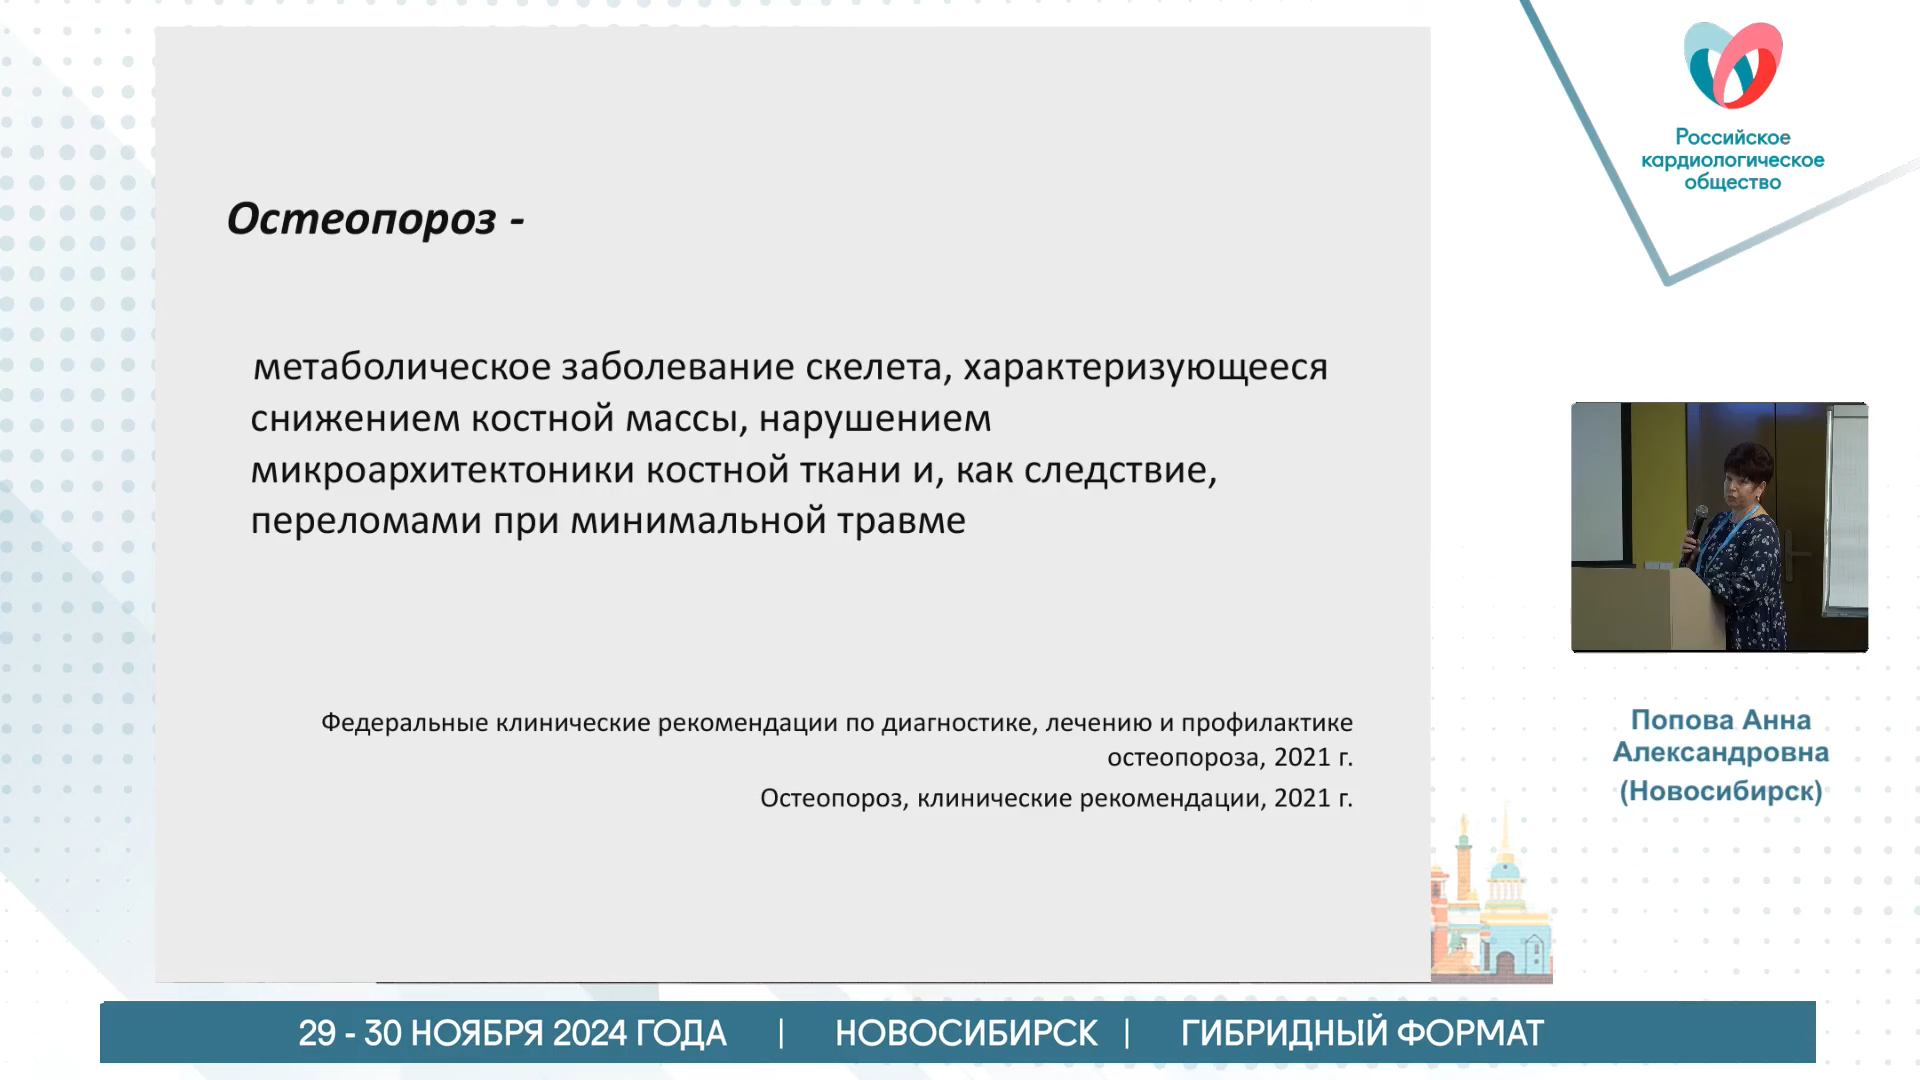 Остеопороз -
метаболическое заболевание скелета, характеризующееся
снижением костной массы, нарушением
микроархитектоники костной ткани и, как следствие,
переломами при минимальной травме
Федеральные клинические рекомендации по диагностике, лечению и профилактике
остеопороза, 2021 г.
Остеопороз, клинические рекомендации, 2021 г.
Российское
кардиологическое
общество
Попова Анна
Александровна
(Новосибирск)
29 - 30 НОЯБРЯ 2024 ГОДА | НОВОСИБИРСК | ГИБРИДНЫЙ ФОРМАТ